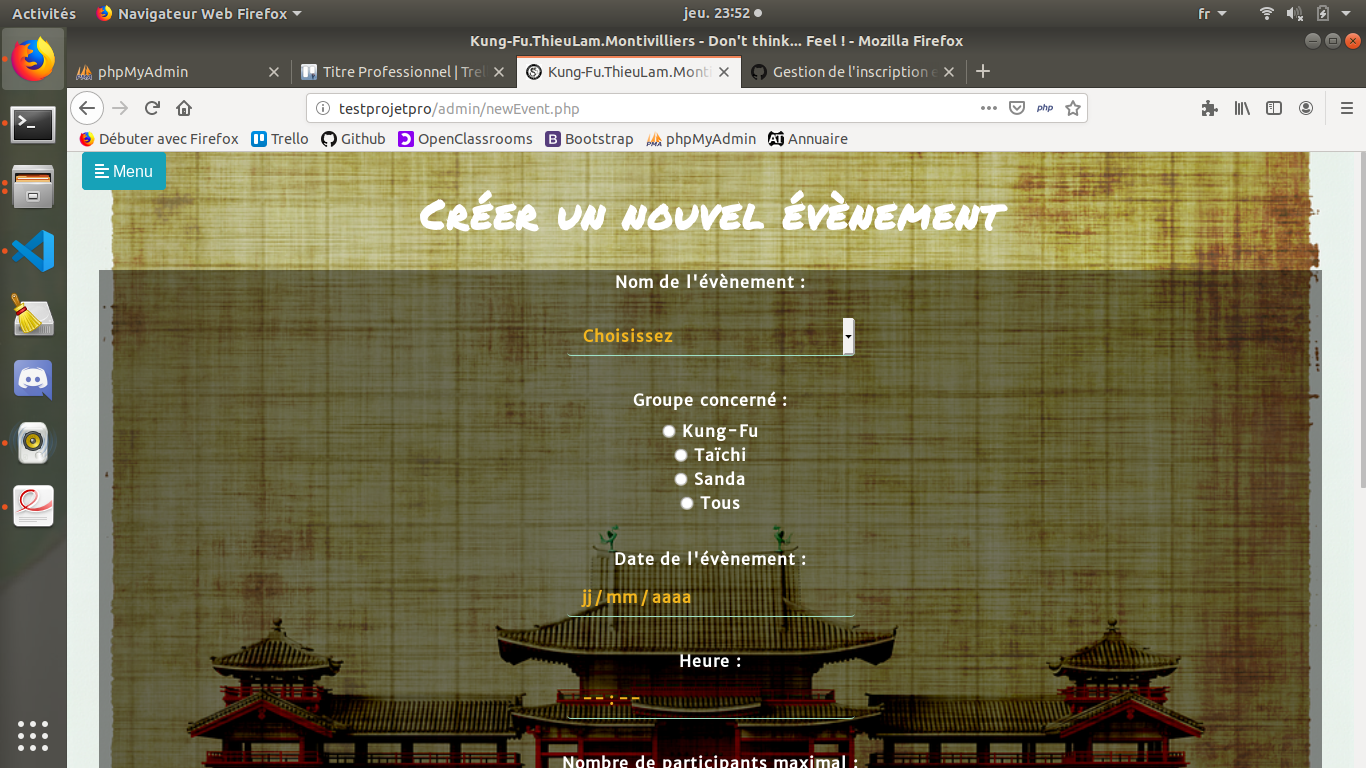 Activités Navigateur Web Firefox jeu. 23:52 fr
Kung-Fu.ThieuLam.Montivilliers - Don't think... Feel ! - Mozilla Firefox
phpMyAdmin Titre Professionnel | Trel Kung-Fu.ThieuLam.Monti Gestion de l'inscription e
testprojetpro/admin/newEvent.php php
Débuter avec Firefox Trello Github OpenClassrooms Bootstrap phpMyAdmin Annuaire
Menu
Créer un nouvel évènement
Nom de l'évènement :
Choisissez
Groupe concerné :
Kung-Fu
Taïchi
Sanda
Tous
Date de l'évènement :
jj / mm / aaaa
Heure :
-- : --
Nombre de participants maximal :